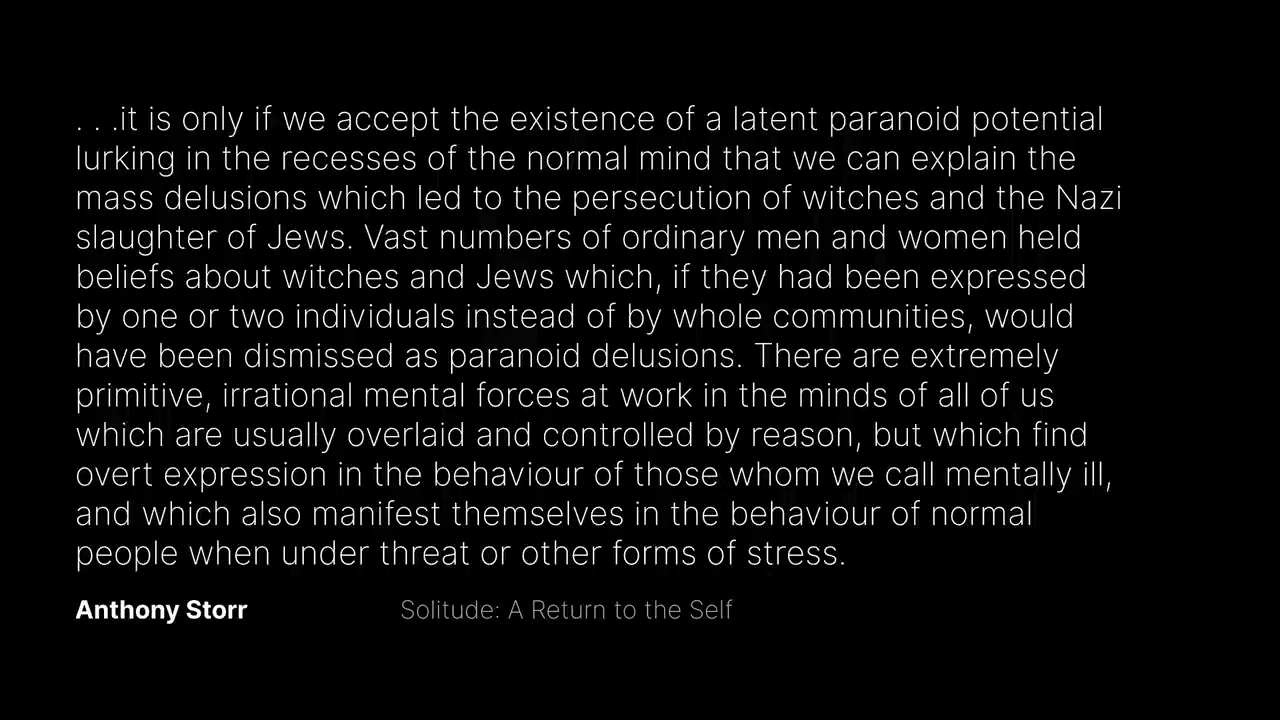 . . .it is only if we accept the existence of a latent paranoid potential
lurking in the recesses of the normal mind that we can explain the
mass delusions which led to the persecution of witches and the Nazi
slaughter of Jews. Vast numbers of ordinary men and women held
beliefs about witches and Jews which, if they had been expressed
by one or two individuals instead of by whole communities, would
have been dismissed as paranoid delusions. There are extremely
primitive, irrational mental forces at work in the minds of all of us
which are usually overlaid and controlled by reason, but which find
overt expression in the behaviour of those whom we call mentally ill,
and which also manifest themselves in the behaviour of normal
people when under threat or other forms of stress.
Anthony Storr Solitude: A Return to the Self